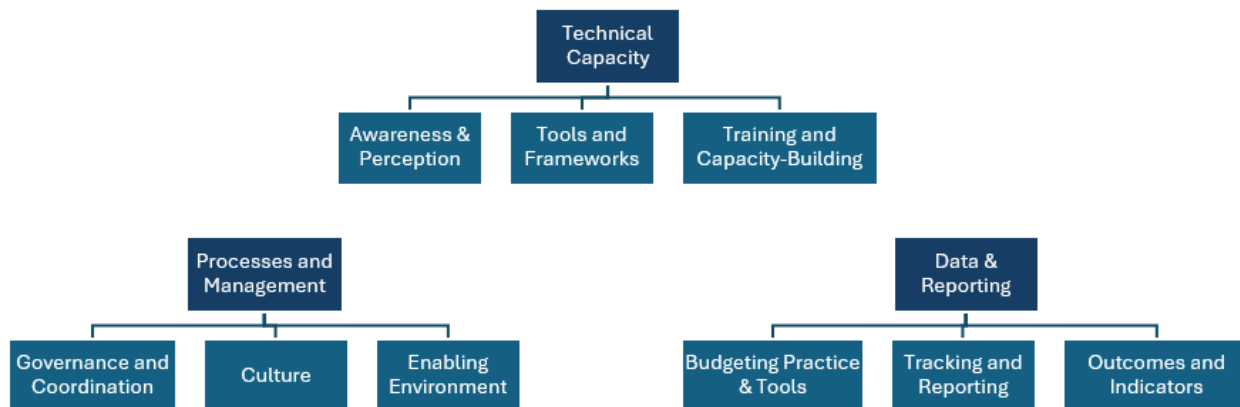 Technical
Capacity
Awareness &
Perception
Tools and
Frameworks
Training and
Capacity-Building
Processes and
Management
Governance and
Coordination
Culture
Enabling
Environment
Data &
Reporting
Budgeting Practice
& Tools
Tracking and
Reporting
Outcomes and
Indicators